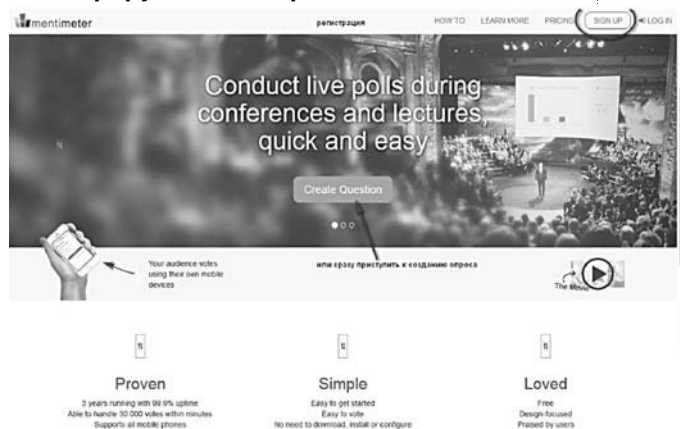 mentimeter
регистрация
HOW TO LEARN MORE PRICING SIGN UP LOG IN
Conduct live polls during
conferences and lectures,
quick and easy
Create Question
Your audience votes
using their own mobile
devices
или сразу приступить к созданию опроса
The Movie
Proven
Simple
Loved
3 years running with 99.9% uptime
Able to handle 30 000 votes within minutes
Supports all mobile phones
Easy to get started
Easy to vote
No need to download, install or configure
Free
Design-focused
Praised by users